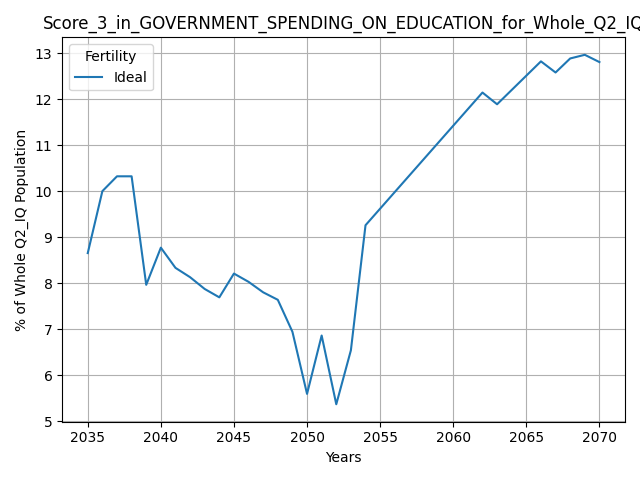 Score_3_in_GOVERNMENT_SPENDING_ON_EDUCATION_for_Whole_Q2_IQ
Fertility
Ideal
13
12
11
10
9
8
7
6
5
% of Whole Q2_IQ Population
2035 2040 2045 2050 2055 2060 2065 2070
Years